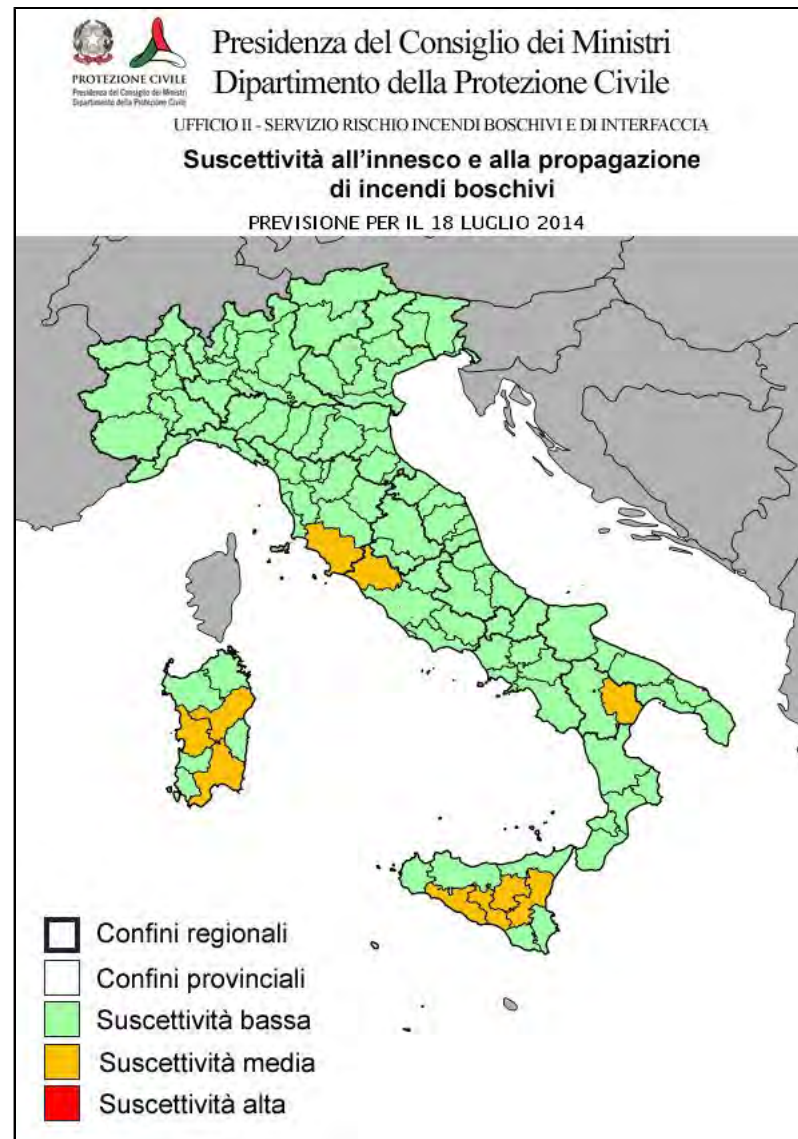 PROTEZIONE CIVILE
Presidenza del Consiglio dei Ministri
Dipartimento della Protezione Civile
Presidenza del Consiglio dei Ministri
Dipartimento della Protezione Civile
UFFICIO II - SERVIZIO RISCHIO INCENDI BOSCHIVI E DI INTERFACCIA
Suscettività all'innesco e alla propagazione
di incendi boschivi
PREVISIONE PER IL 18 LUGLIO 2014
Confini regionali
Confini provinciali
Suscettività bassa
Suscettività media
Suscettività alta